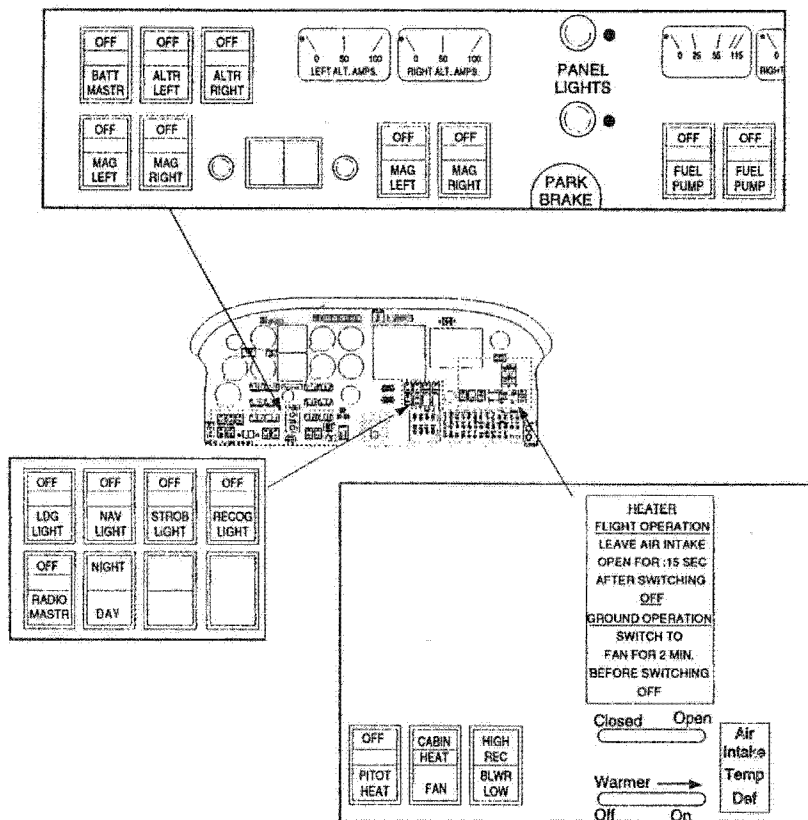 OFF
BATT
MASTR
OFF
ALTR
LEFT
OFF
ALTR
RIGHT
0 50 100
LEFT ALT. AMPS.
0 50 100
RIGHT ALT. AMPS.
PANEL
LIGHTS
0 25 55 115
0
RIGHT
OFF
MAG
LEFT
OFF
MAG
RIGHT
OFF
MAG
LEFT
OFF
MAG
RIGHT
PARK
BRAKE
OFF
FUEL
PUMP
OFF
FUEL
PUMP
OFF
LDG
LIGHT
OFF
NAV
LIGHT
OFF
STROB
LIGHT
OFF
RECOG
LIGHT
OFF
RADIO
MASTR
NIGHT
DAY
HEATER
FLIGHT OPERATION
LEAVE AIR INTAKE
OPEN FOR :15 SEC
AFTER SWITCHING
OFF
GROUND OPERATION
SWITCH TO
FAN FOR 2 MIN.
BEFORE SWITCHING
OFF
Closed Open
Air
Intake
Temp
Def
Warmer
Off On
OFF
PITOT
HEAT
CABIN
HEAT
FAN
HIGH
REC
BLWR
LOW